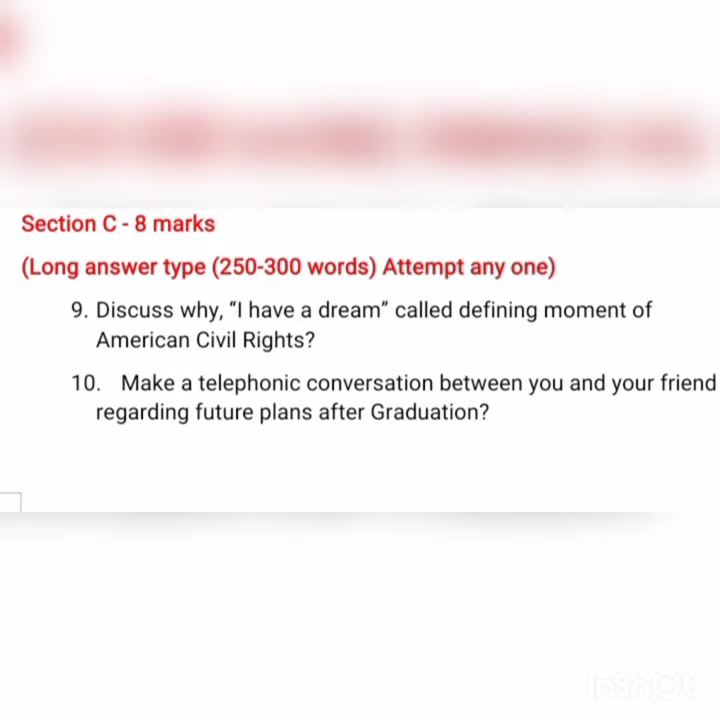 Section C - 8 marks
(Long answer type (250-300 words) Attempt any one)
9. Discuss why, “I have a dream” called defining moment of
American Civil Rights?
10. Make a telephonic conversation between you and your friend
regarding future plans after Graduation?